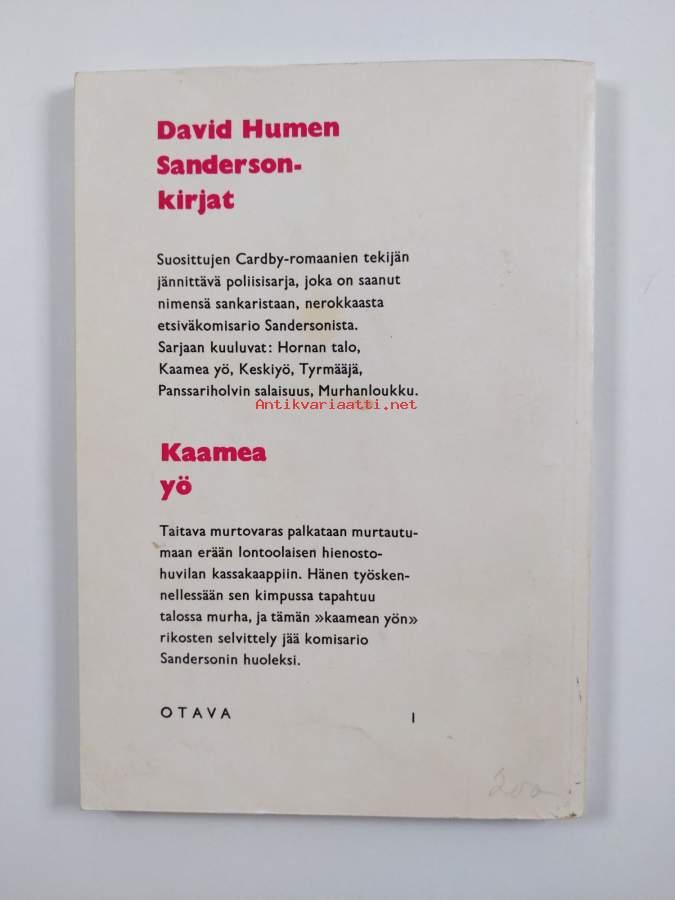 David Humen
Sanderson-
kirjat
Suosittujen Cardby-romaanien tekijän
jännittävä poliisisarja, joka on saanut
nimensä sankaristaan, nerokkaasta
etsiväkomisario Sandersonista.
Sarjaan kuuluvat: Hornan talo,
Kaamea yö, Keskiyö, Tyrmääjä,
Panssariholvin salaisuus, Murhanloukku.
Antikvariaatti.net
Kaamea
yö
Taitava murtovaras palkataan murtautu-
maan erään lontoolaisen hienosto-
huvilan kassakaappiin. Hänen työsken-
nellessään sen kimpussa tapahtuu
talossa murha, ja tämän »kaamean yön»
rikosten selvittely jää komisario
Sandersonin huoleksi.
OTAVA 1